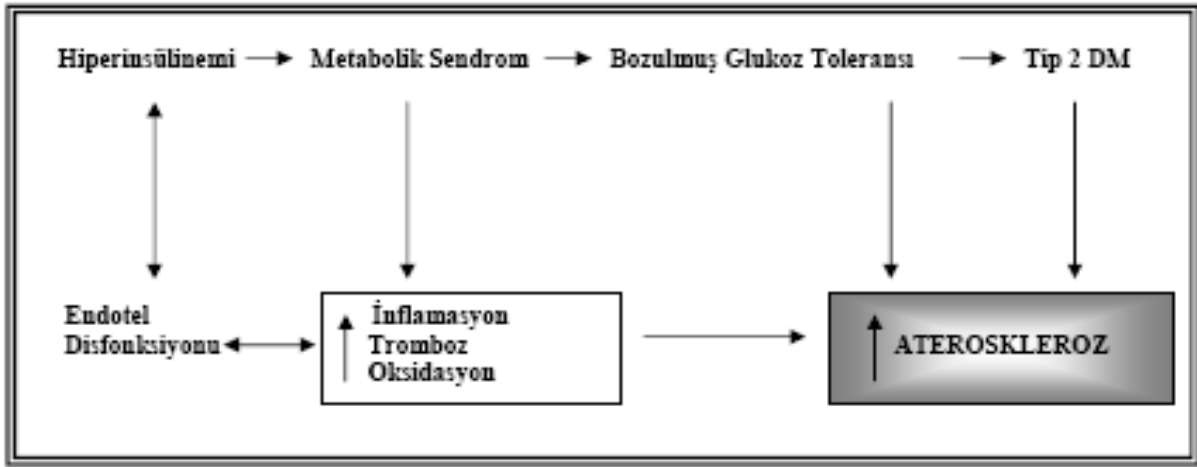 Hiperinsülinemi Metabolik Sendrom Bozulmuş Glukoz Toleransı Tip 2 DM
Endotel
Disfonksiyonu
İnflamasyon
Tromboz
Oksidasyon
ATEROSKLEROZ